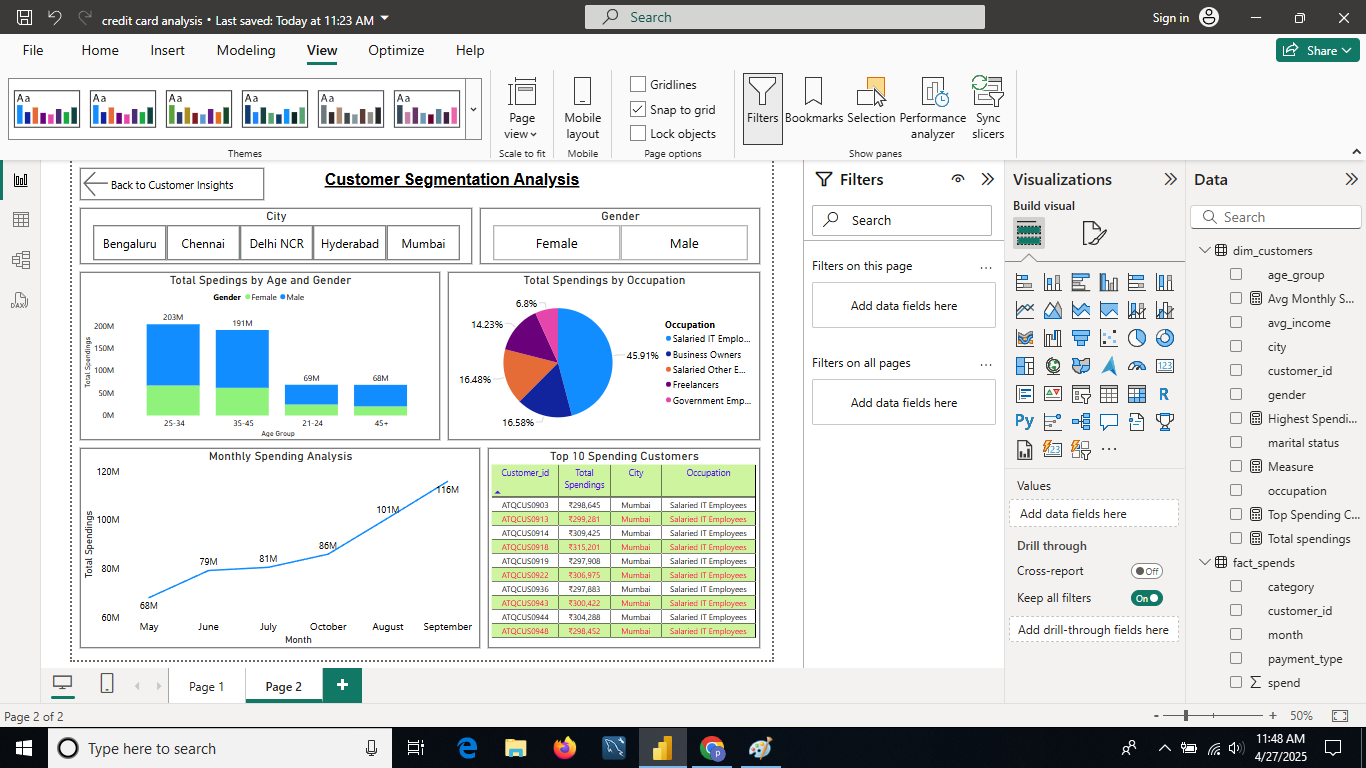 credit card analysis • Last saved: Today at 11:23 AM
Search
Sign in
File Home Insert Modeling View Optimize Help
Share
Aa Aa Aa Aa Aa Aa
Themes
Page view
Scale to fit
Mobile layout
Mobile
Gridlines
Snap to grid
Lock objects
Page options
Filters
Bookmarks
Selection
Performance analyzer
Sync slicers
Show panes
Back to Customer Insights
Customer Segmentation Analysis
City
Bengaluru Chennai Delhi NCR Hyderabad Mumbai
Gender
Female Male
Total Spedings by Age and Gender
Gender Female Male
Total Spendings
200M
150M
100M
50M
0M
203M 191M 69M 68M
25-34 35-45 21-24 45+
Age Group
Total Spendings by Occupation
6.8%
14.23%
16.48%
16.58%
45.91%
Occupation
Salaried IT Emplo...
Business Owners
Salaried Other E...
Freelancers
Government Emp...
Monthly Spending Analysis
Total Spendings
120M
100M
80M
60M
68M 79M 81M 86M 101M 116M
May June July October August September
Month
Top 10 Spending Customers
Customer_id Total Spendings City Occupation
ATQCUS0903 ₹298,645 Mumbai Salaried IT Employees
ATQCUS0913 ₹299,281 Mumbai Salaried IT Employees
ATQCUS0914 ₹309,425 Mumbai Salaried IT Employees
ATQCUS0918 ₹315,201 Mumbai Salaried IT Employees
ATQCUS0919 ₹297,908 Mumbai Salaried IT Employees
ATQCUS0922 ₹306,975 Mumbai Salaried IT Employees
ATQCUS0936 ₹297,883 Mumbai Salaried IT Employees
ATQCUS0943 ₹300,422 Mumbai Salaried IT Employees
ATQCUS0944 ₹304,288 Mumbai Salaried IT Employees
ATQCUS0948 ₹298,452 Mumbai Salaried IT Employees
Filters
Search
Filters on this page ...
Add data fields here
Filters on all pages ...
Add data fields here
Visualizations
Build visual
123
R
Py
123
...
Values
Add data fields here
Drill through
Cross-report Off
Keep all filters On
Add drill-through fields here
Data
Search
dim_customers
age_group
Avg Monthly S...
avg_income
city
customer_id
gender
Highest Spendi...
marital status
Measure
occupation
Top Spending C...
Total spendings
fact_spends
category
customer_id
month
payment_type
spend
DAX
Page 1 Page 2 +
Page 2 of 2
- + 50%
Type here to search
11:48 AM
4/27/2025